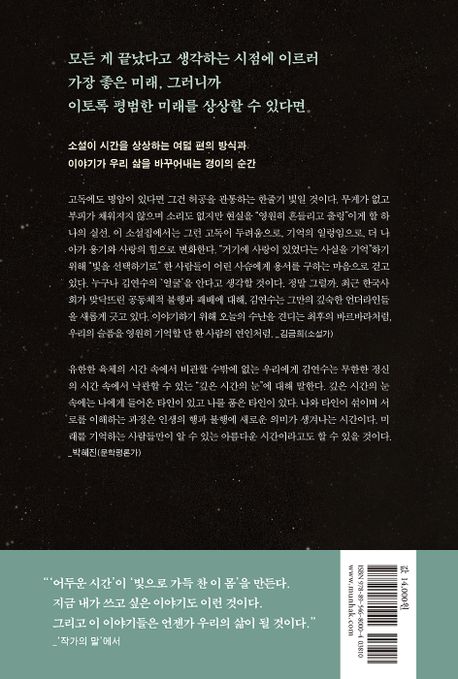 모든 게 끝났다고 생각하는 시점에 이르러
가장 좋은 미래, 그러니까
이토록 평범한 미래를 상상할 수 있다면
소설이 시간을 상상하는 여덟 편의 방식과
이야기가 우리 삶을 바꾸어내는 경이의 순간
고독에도 명암이 있다면 그건 허공을 관통하는 한줄기 빛일 것이다. 무게가 없고
부피가 채워지지 않으며 소리도 없지만 현실을 “영원히 흔들리고 출렁”이게 할 하
나의 실선. 이 소설집에서는 그런 고독이 두려움으로, 기억의 일렁임으로, 더 나
아가 용기와 사랑의 힘으로 변화한다. “거기에 사랑이 있었다는 사실을 기억”하기
위해 “빛을 선택하기로” 한 사람들이 어린 사슴에게 용서를 구하는 마음으로 걷고
있다. 누구나 김연수의 ‘얼굴’을 안다고 생각할 것이다. 정말 그럴까. 최근 한국사
회가 맞닥뜨린 공동체적 불행과 패배에 대해, 김연수는 그만의 깊숙한 언더라인들
을 새롭게 긋고 있다. 이야기하기 위해 오늘의 수난을 견디는 최후의 바르바라처럼,
우리의 슬픔을 영원히 기억할 단 한 사람의 연인처럼. _김금희(소설가)
유한한 육체의 시간 속에서 비관할 수밖에 없는 우리에게 김연수는 무한한 정신
의 시간 속에서 낙관할 수 있는 “깊은 시간의 눈”에 대해 말한다. 깊은 시간의 눈
속에는 나에게 들어온 타인이 있고 나를 품은 타인이 있다. 나와 타인이 섞이며 서
로를 이해하는 과정은 인생의 행과 불행에 새로운 의미가 생겨나는 시간이다. 미
래를 기억하는 사람들만이 알 수 있는 아름다운 시간이라고도 할 수 있을 것이다.
_박혜진(문학평론가)
“‘어두운 시간’이 ‘빛으로 가득 찬 이 몸’을 만든다.
지금 내가 쓰고 싶은 이야기도 이런 것이다.
그리고 이 이야기들은 언젠가 우리의 삶이 될 것이다.”
_‘작가의 말’에서
값 14,000원
ISBN 978-89-546-8000-4 03810
www.munhak.com